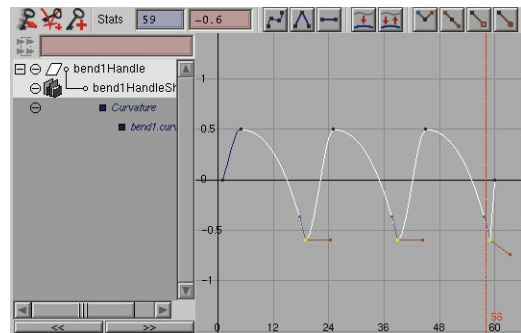 Stats 59 -0.6
bend1Handle
bend1HandleSh
Curvature
bend1.curv
1
0.5
0
-0.5
-1
58
0 12 24 36 48 60
<< >>